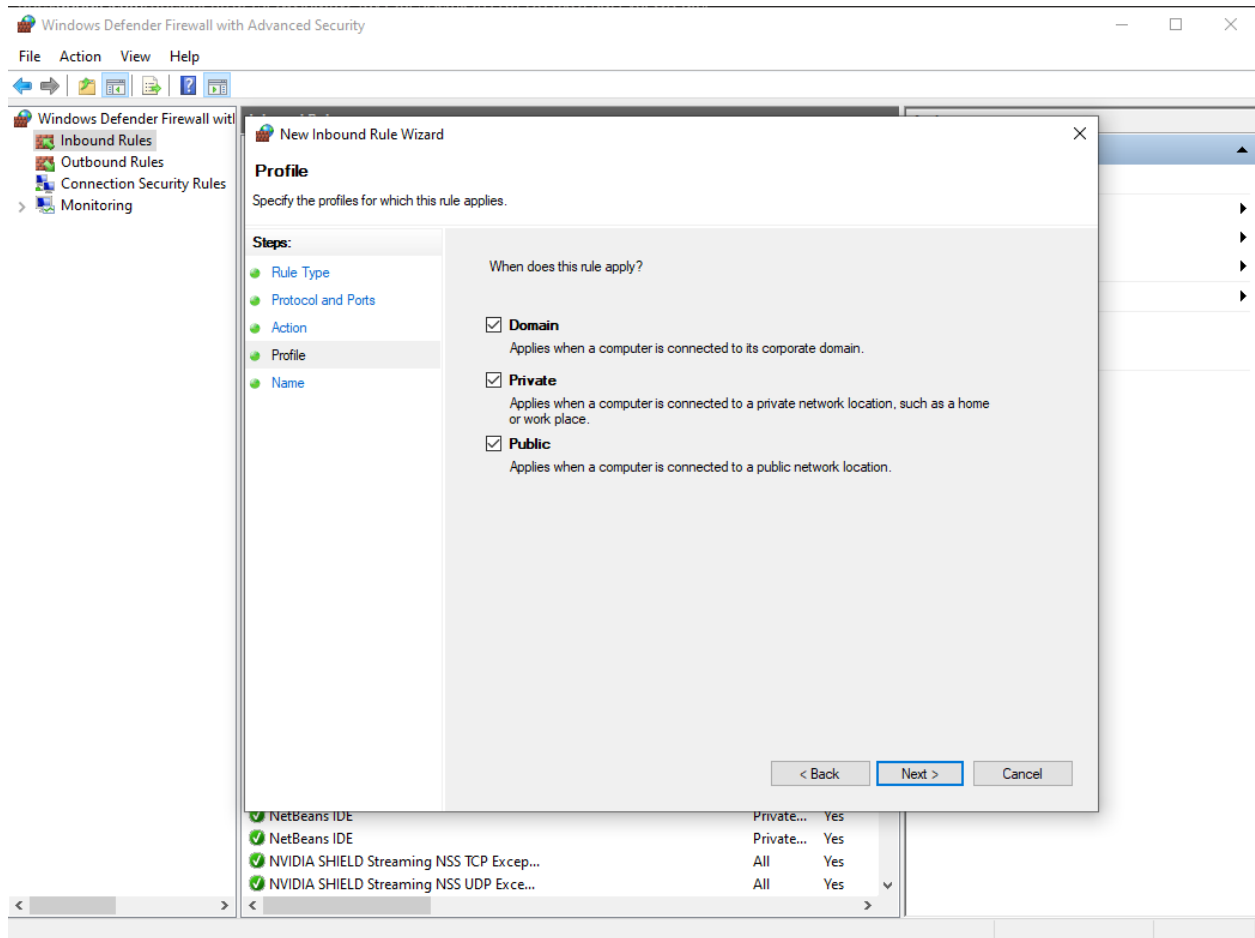 Windows Defender Firewall with Advanced Security
File Action View Help
Windows Defender Firewall witl
Inbound Rules
Outbound Rules
Connection Security Rules
Monitoring
New Inbound Rule Wizard
Profile
Specify the profiles for which this rule applies.
Steps:
Rule Type
Protocol and Ports
Action
Profile
Name
When does this rule apply?
Domain
Applies when a computer is connected to its corporate domain.
Private
Applies when a computer is connected to a private network location, such as a home
or work place.
Public
Applies when a computer is connected to a public network location.
< Back Next > Cancel
NetBeans IDE Private... Yes
NetBeans IDE Private... Yes
NVIDIA SHIELD Streaming NSS TCP Excep... All Yes
NVIDIA SHIELD Streaming NSS UDP Exce... All Yes